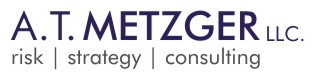 A.T. METZGER LLC.
risk | strategy | consulting